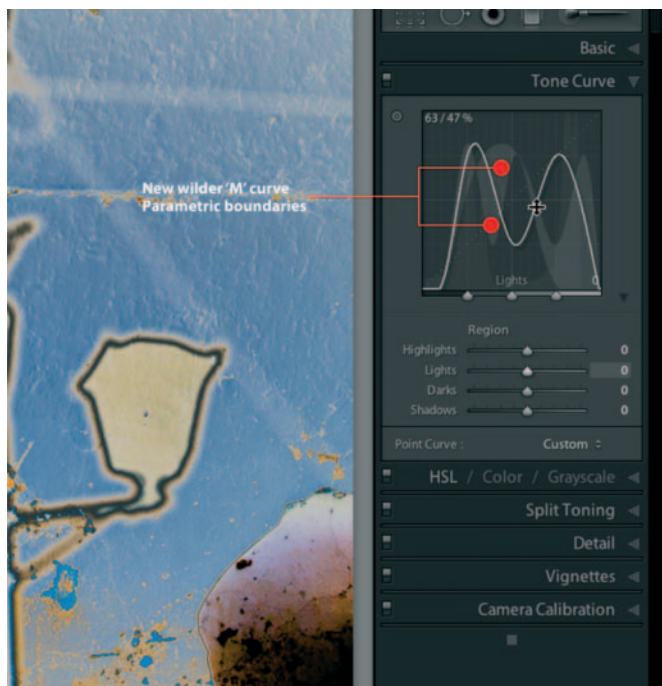 Basic
Tone Curve
63 / 47 %
New wilder ‘M’ curve
Parametric boundaries
Lights 0
Region
Highlights 0
Lights 0
Darks 0
Shadows 0
Point Curve : Custom
HSL / Color / Grayscale
Split Toning
Detail
Vignettes
Camera Calibration